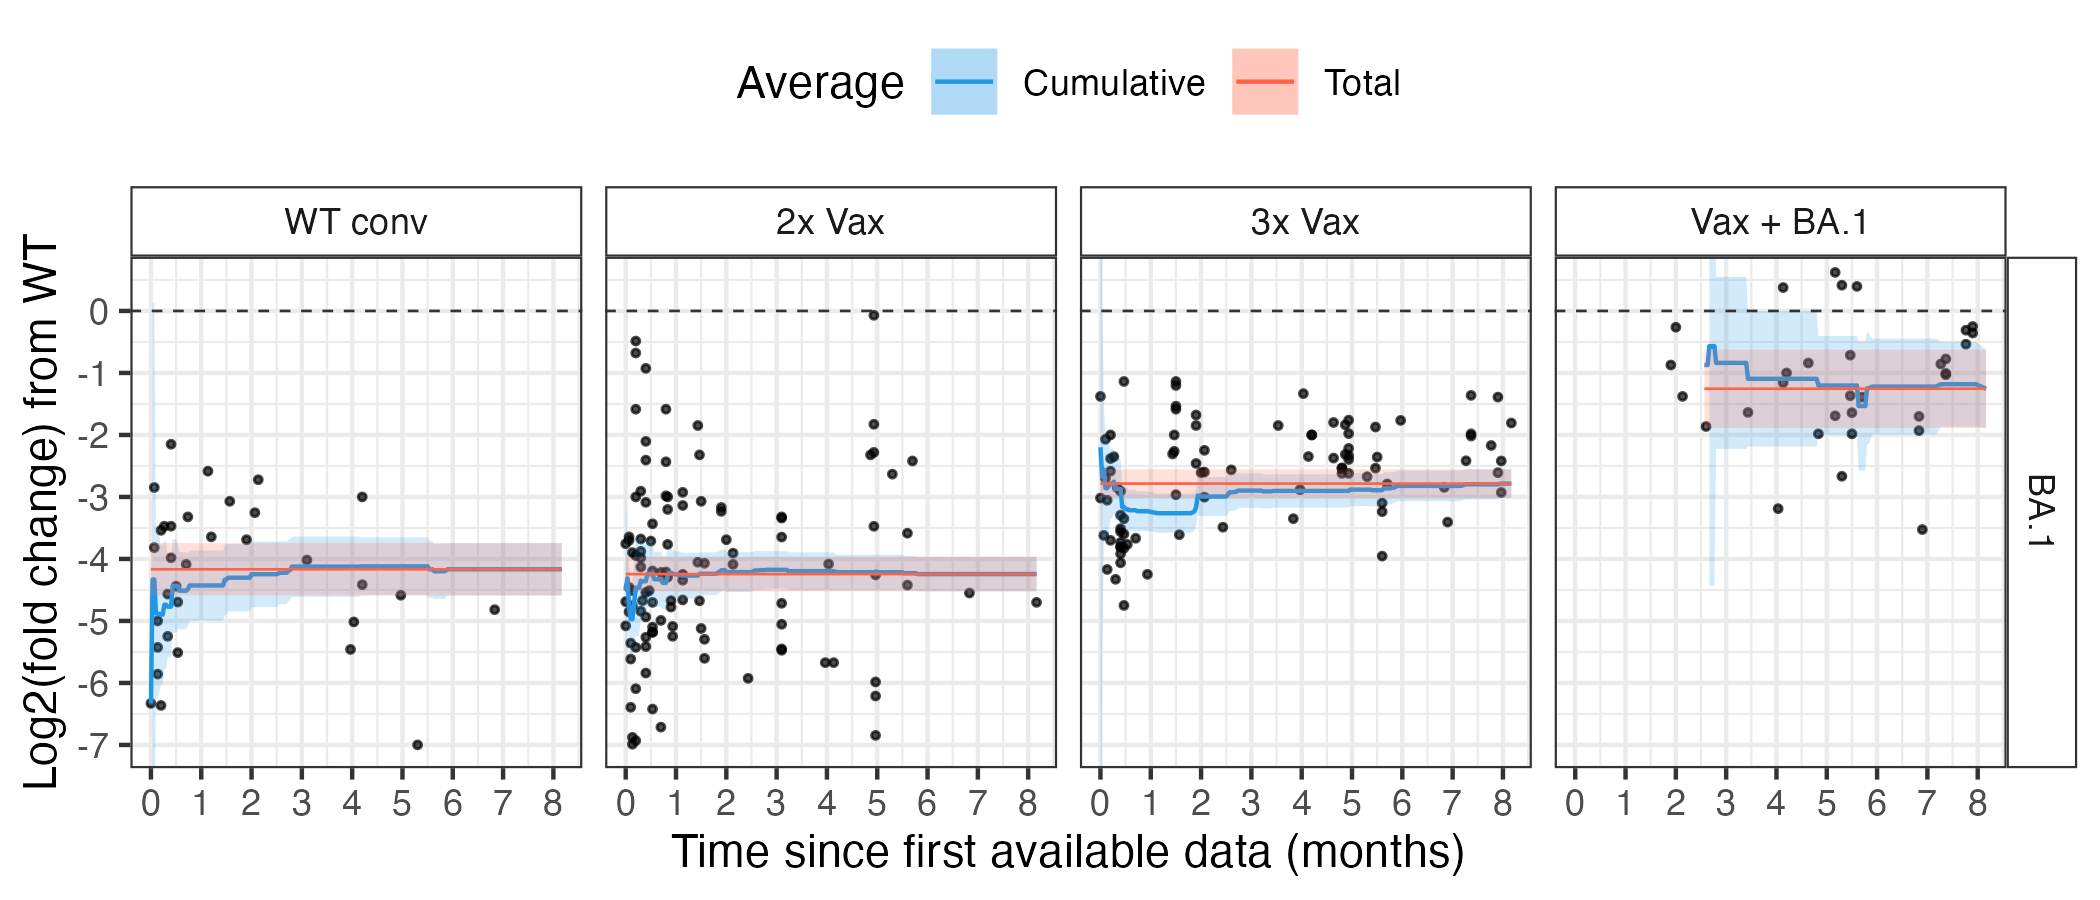 Average Cumulative Total
WT conv 2x Vax 3x Vax Vax + BA.1
Log2(fold change) from WT
0
-1
-2
-3
-4
-5
-6
-7
BA.1
0 1 2 3 4 5 6 7 8 0 1 2 3 4 5 6 7 8 0 1 2 3 4 5 6 7 8 0 1 2 3 4 5 6 7 8
Time since first available data (months)